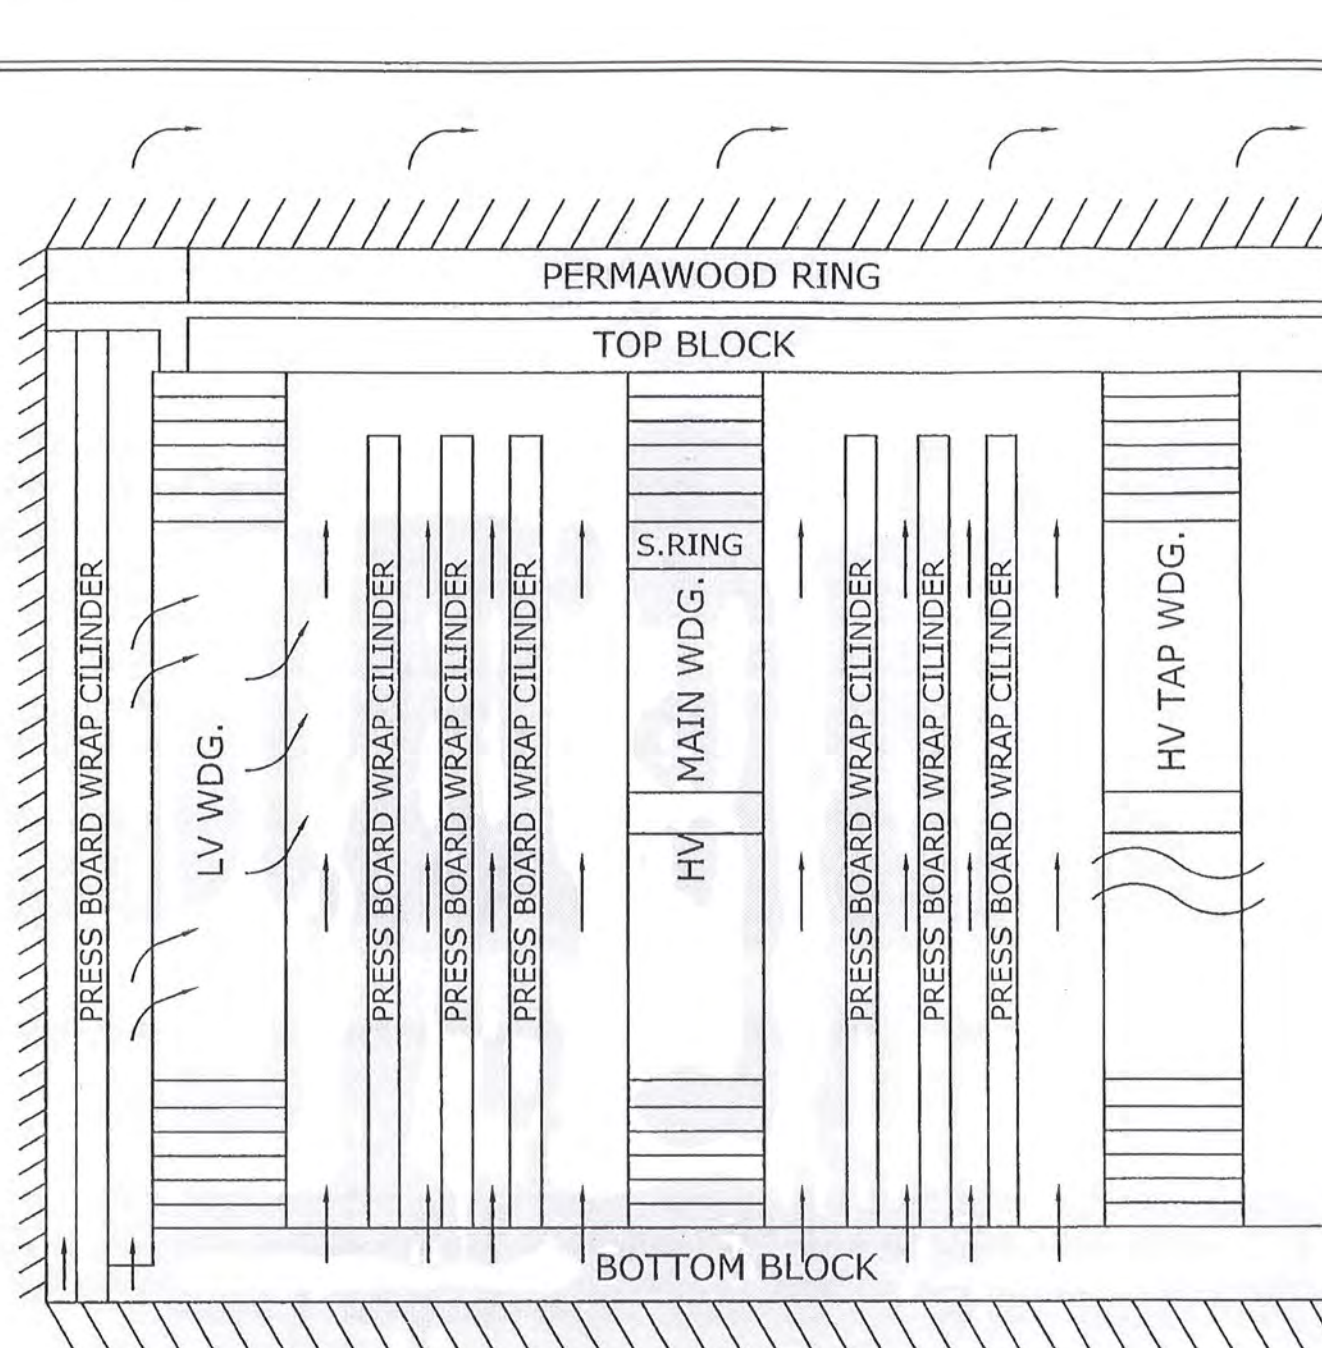 PERMAWOOD RING
TOP BLOCK
PRESS BOARD WRAP CILINDER
LV WDG.
PRESS BOARD WRAP CILINDER
PRESS BOARD WRAP CILINDER
PRESS BOARD WRAP CILINDER
S.RING
HV MAIN WDG.
PRESS BOARD WRAP CILINDER
PRESS BOARD WRAP CILINDER
PRESS BOARD WRAP CILINDER
HV TAP WDG.
BOTTOM BLOCK